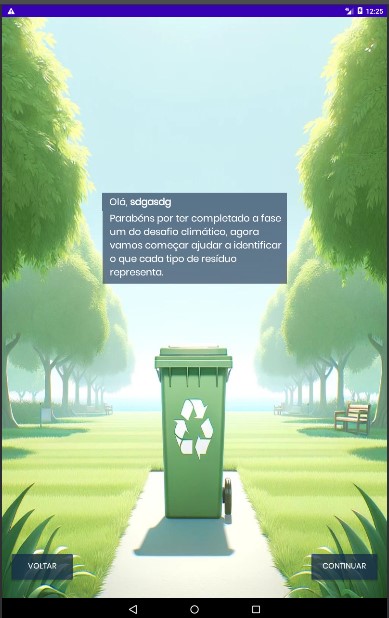 12:25
Olá, sdgasdg
Parabéns por ter completado a fase
um do desafio climático, agora
vamos começar ajudar a identificar
o que cada tipo de resíduo
representa.
VOLTAR
CONTINUAR